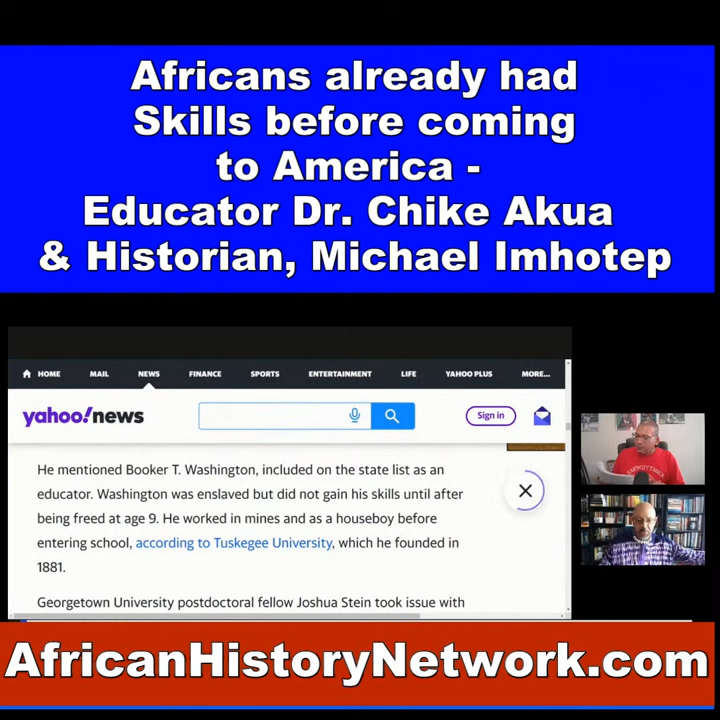 Africans already had
Skills before coming
to America -
Educator Dr. Chike Akua
& Historian, Michael Imhotep
HOME MAIL NEWS FINANCE SPORTS ENTERTAINMENT LIFE YAHOO PLUS MORE...
yahoo!news
Sign in
He mentioned Booker T. Washington, included on the state list as an
educator. Washington was enslaved but did not gain his skills until after
being freed at age 9. He worked in mines and as a houseboy before
entering school, according to Tuskegee University, which he founded in
1881.
Georgetown University postdoctoral fellow Joshua Stein took issue with
AfricanHistoryNetwork.com